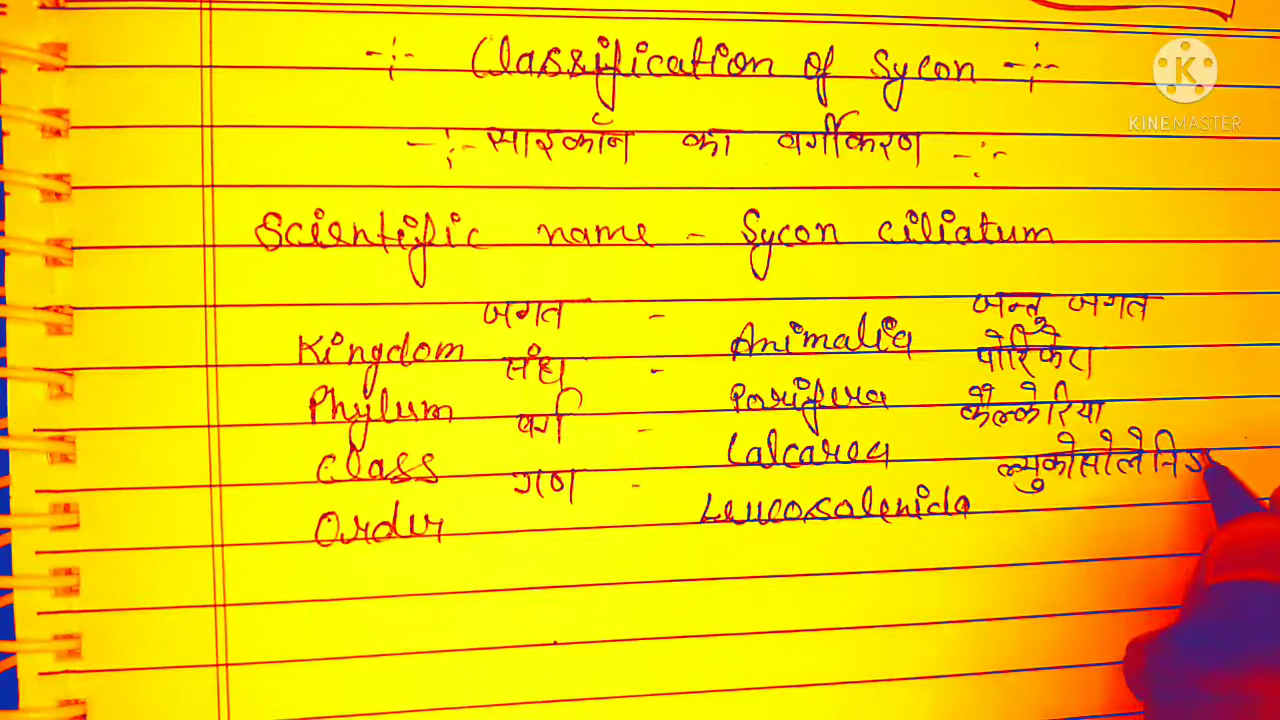 Classification of Sycon
साइकॉन का वर्गीकरण
Scientific name - Sycon ciliatum
Kingdom जगत - Animalia जन्तु जगत
Phylum संघ - Porifera पोरिफेरा
Class वर्ग - Calcarea कैल्केरिया
Order गण - Leucosolenida ल्युकोसोलेनिड
KINEMASTER